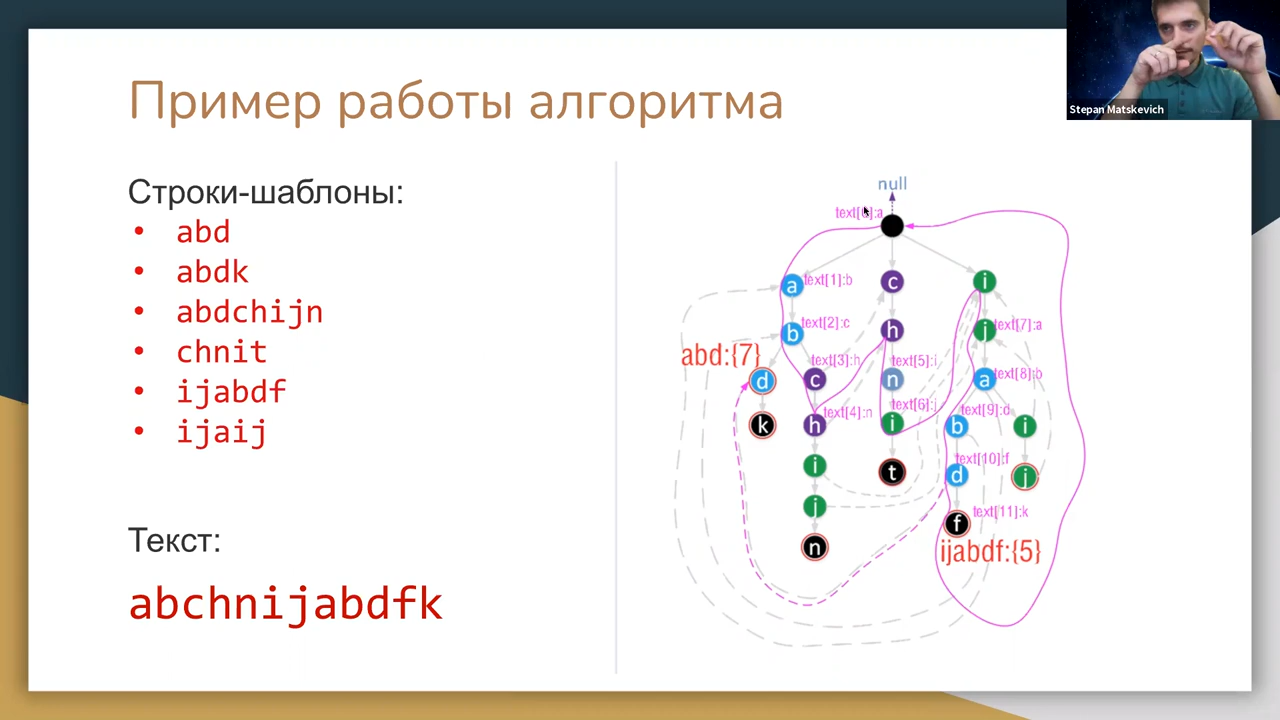 Stepan Matskevich
Пример работы алгоритма
Строки-шаблоны:
• abd
• abdk
• abdchijn
• chnit
• ijabdf
• ijaij
Текст:
abchnijabdfk
null
text[0]:a
a text[1]:b c i
b text[2]:c h j text[7]:a
abd:{7} text[3]:h text[5]:i
d c n a text[8]:b
text[4]:n text[6]:j text[9]:d
k h i b i
i t text[10]:f d j
j text[11]:k
f
n ijabdf:{5}